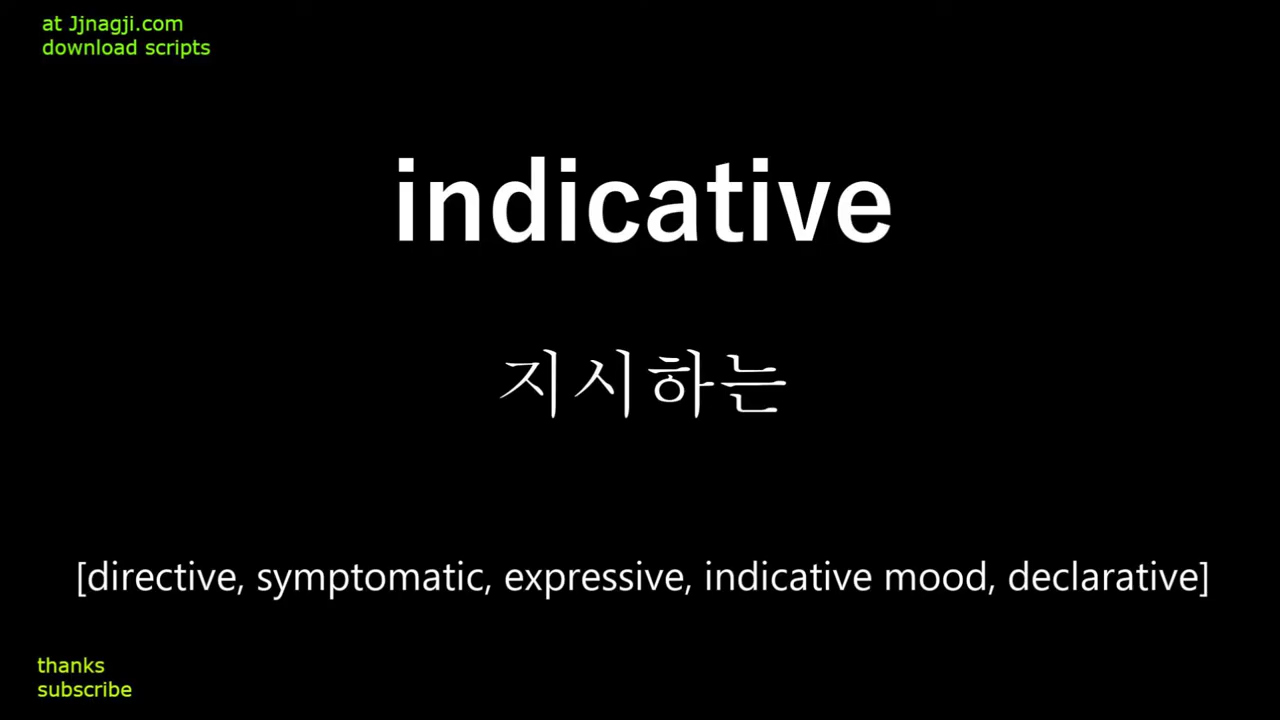 at Jjnagji.com
download scripts
indicative
지시하는
[directive, symptomatic, expressive, indicative mood, declarative]
thanks
subscribe